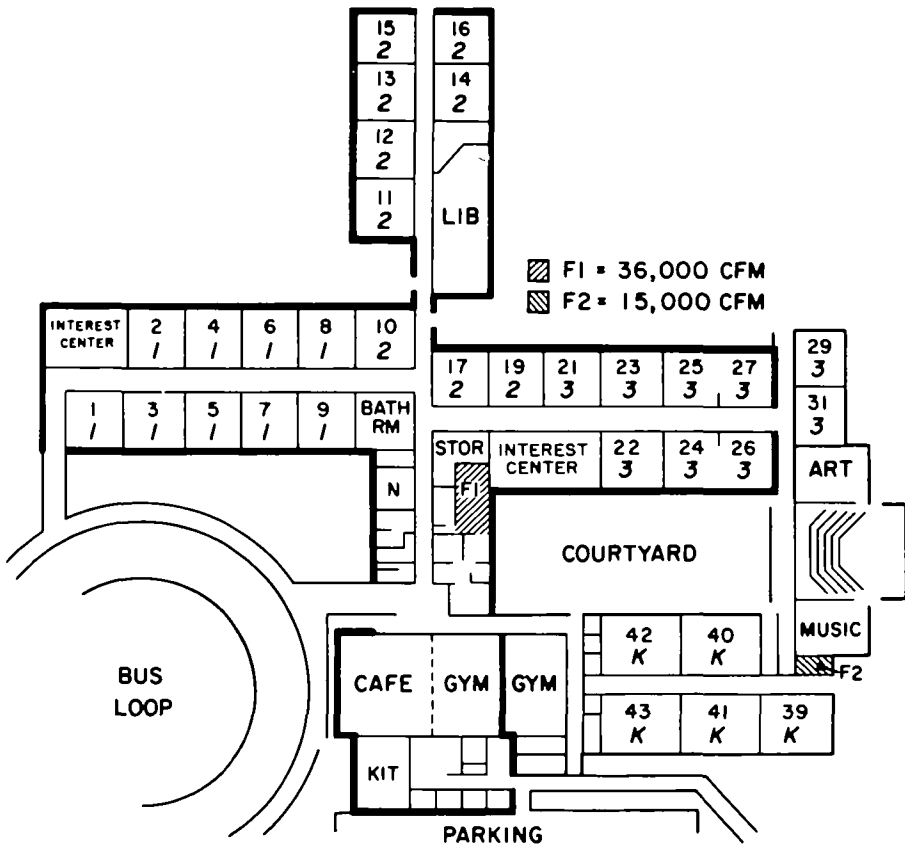 15
2
16
2
13
2
14
2
12
2
11
2
LIB
F1 = 36,000 CFM
F2 = 15,000 CFM
INTEREST
CENTER
2
1
4
1
6
1
8
1
10
2
17
2
19
2
21
3
23
3
25
3
27
3
29
3
31
3
1
1
3
1
5
1
7
1
9
1
BATH
RM
STOR
INTEREST
CENTER
22
3
24
3
26
3
ART
N
F1
COURTYARD
MUSIC
42
K
40
K
F2
BUS
LOOP
CAFE
GYM
GYM
43
K
41
K
39
K
KIT
PARKING